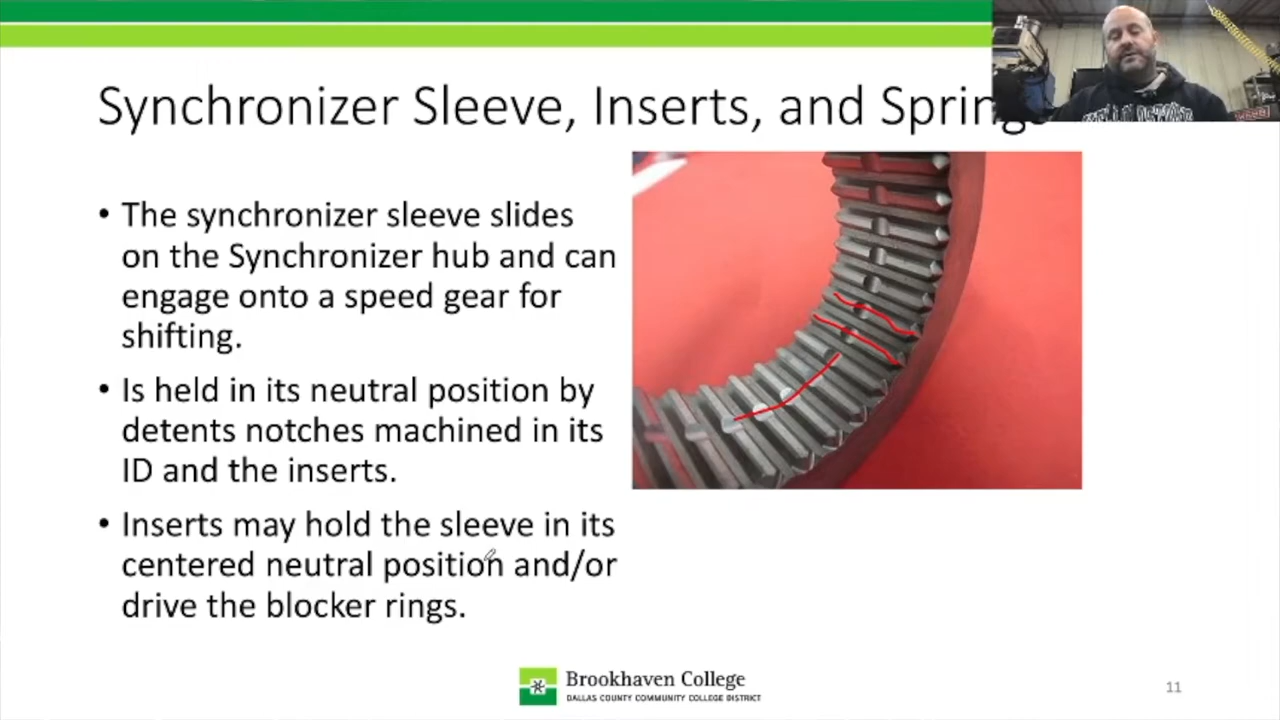 Synchronizer Sleeve, Inserts, and Springs
• The synchronizer sleeve slides
on the Synchronizer hub and can
engage onto a speed gear for
shifting.
• Is held in its neutral position by
detents notches machined in its
ID and the inserts.
• Inserts may hold the sleeve in its
centered neutral position and/or
drive the blocker rings.
Brookhaven College
DALLAS COUNTY COMMUNITY COLLEGE DISTRICT
11